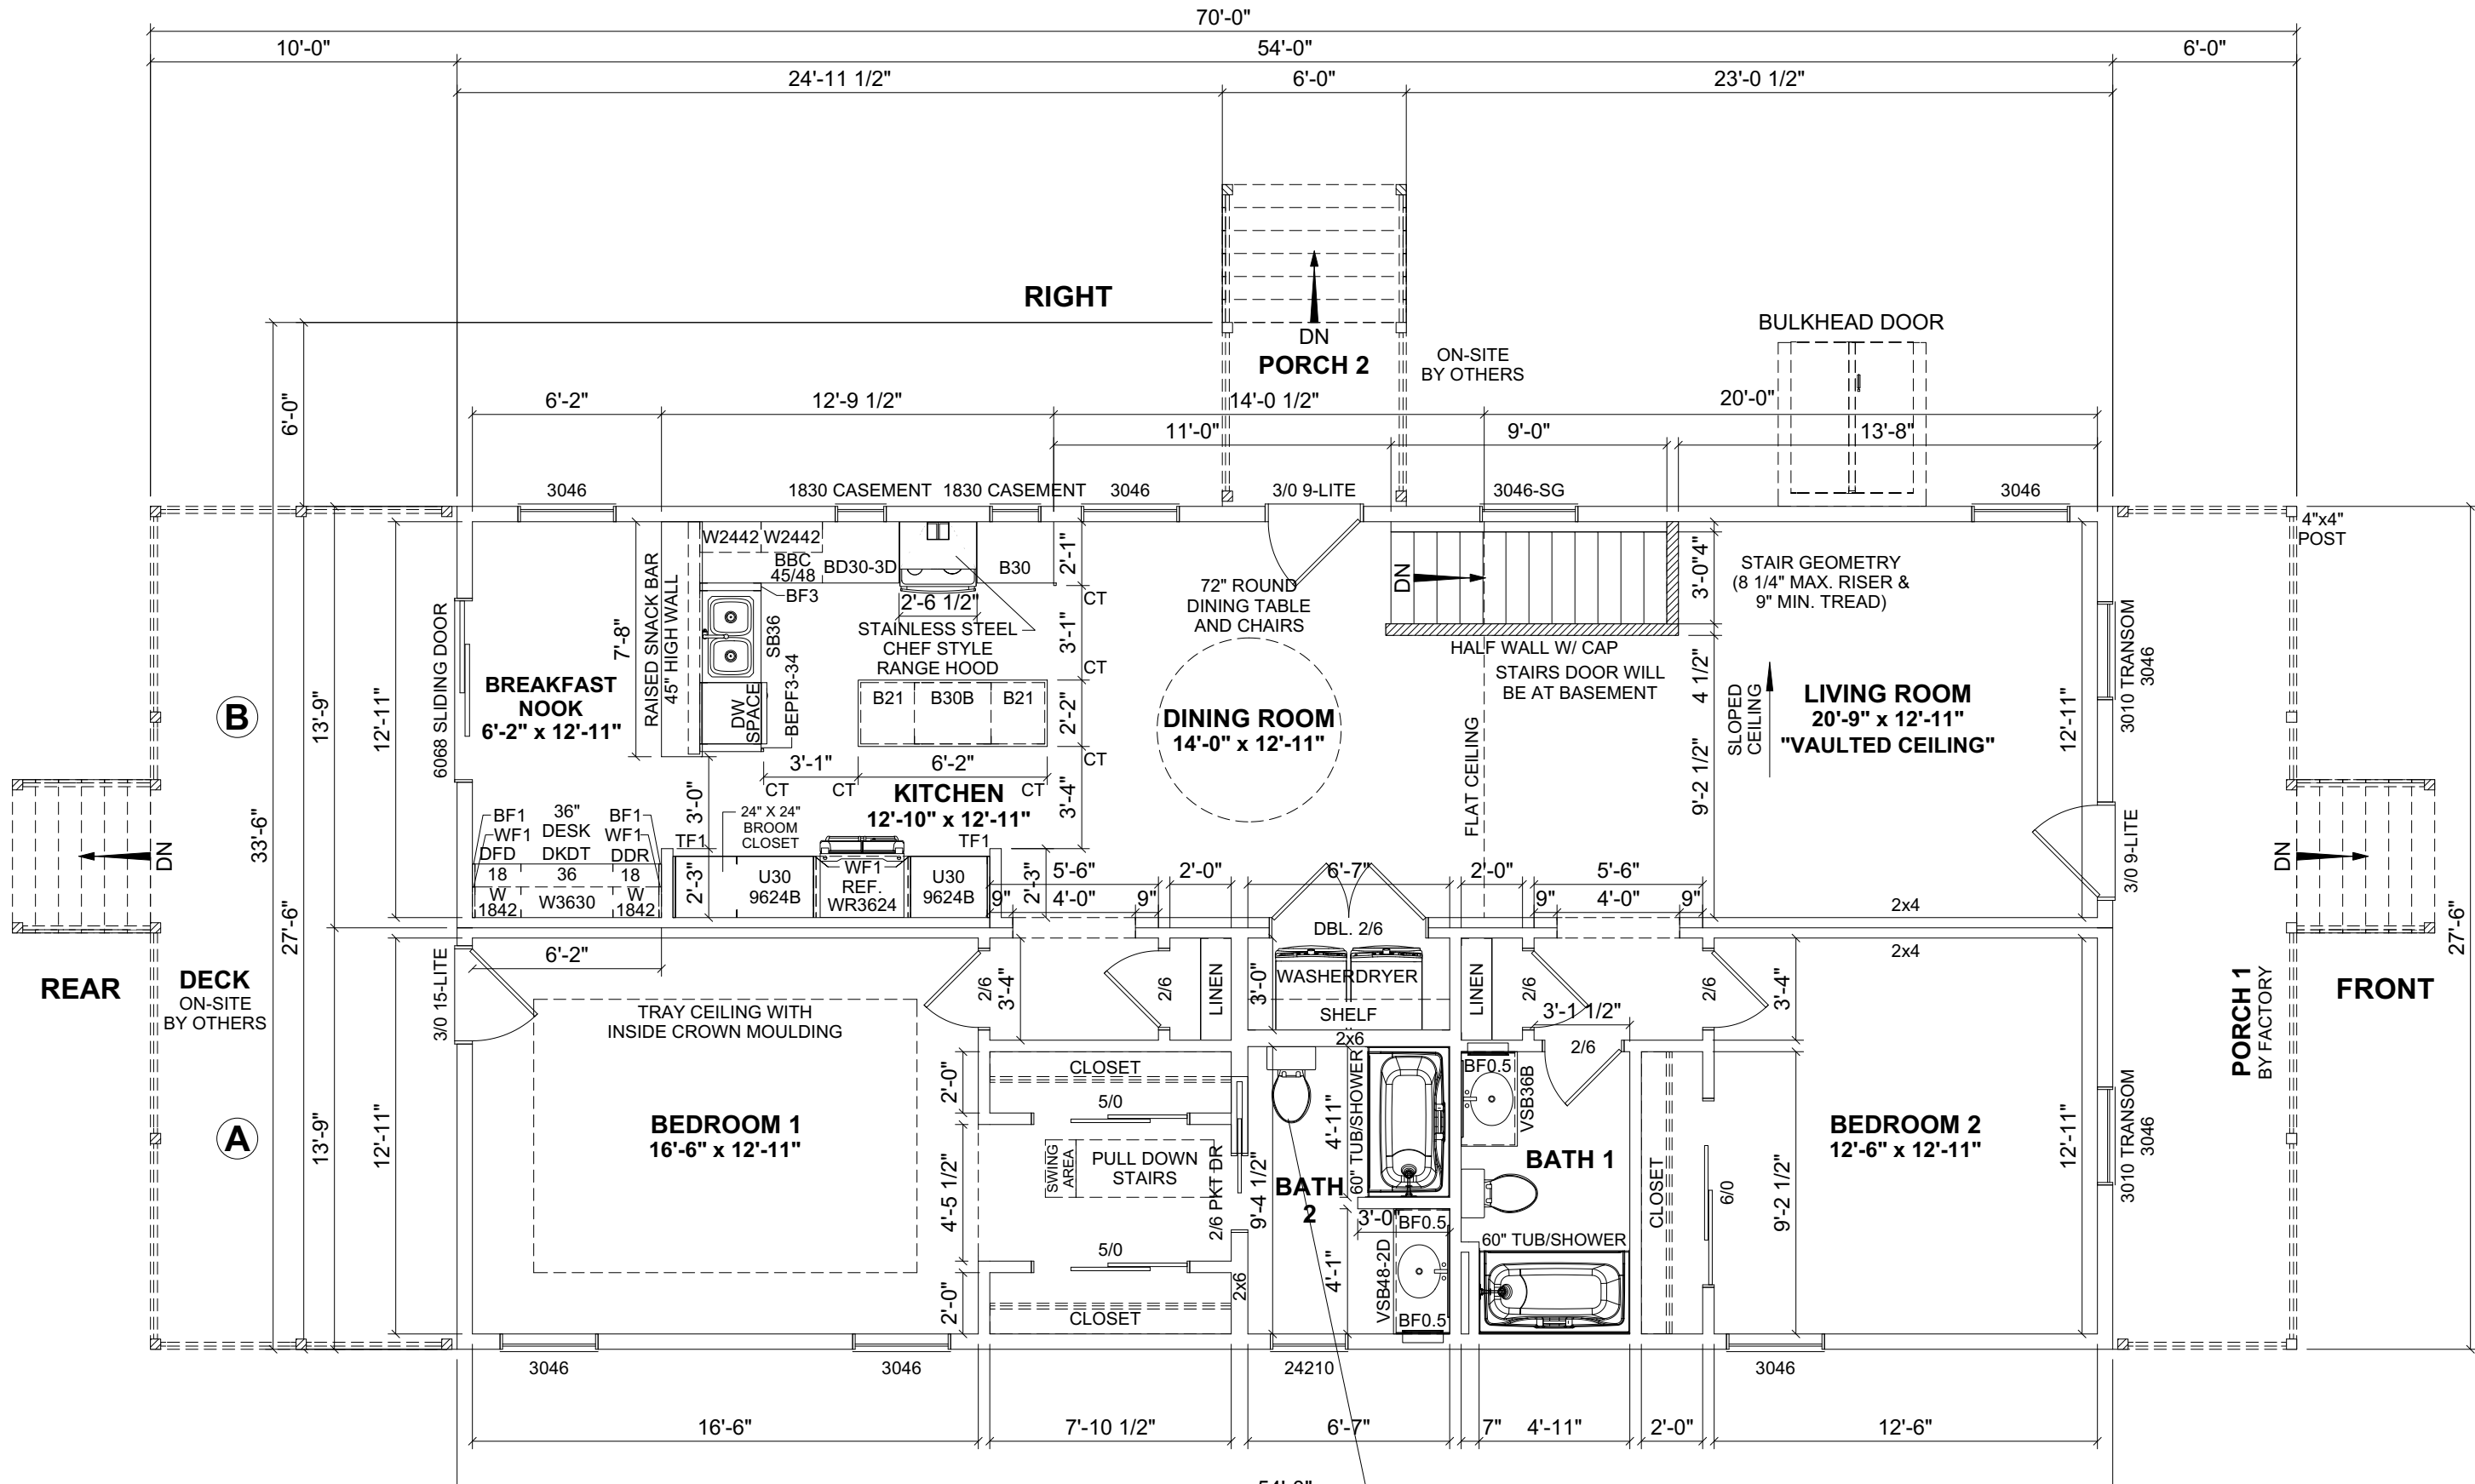 70'-0"
10'-0"
54'-0"
6'-0"
24'-11 1/2"
6'-0"
23'-0 1/2"
RIGHT
DN
PORCH 2
ON-SITE
BY OTHERS
BULKHEAD DOOR
6'-0"
6'-2"
12'-9 1/2"
14'-0 1/2"
20'-0"
11'-0"
9'-0"
13'-8"
3046
1830 CASEMENT
1830 CASEMENT
3046
3/0 9-LITE
3046-SG
3046
4"x4"
POST
W2442
W2442
BBC
45/48
BD30-3D
B30
2'-1"
CT
BF3
2'-6 1/2"
STAINLESS STEEL
CHEF STYLE
RANGE HOOD
3'-1"
CT
72" ROUND
DINING TABLE
AND CHAIRS
DN
3'-0"
4"
STAIR GEOMETRY
(8 1/4" MAX. RISER &
9" MIN. TREAD)
HALF WALL W/ CAP
STAIRS DOOR WILL
BE AT BASEMENT
4 1/2"
6068 SLIDING DOOR
7'-8"
RAISED SNACK BAR
45" HIGH WALL
SB36
DW
SPACE
BEPF3-34
B21
B30B
B21
2'-2"
CT
BREAKFAST
NOOK
6'-2" x 12'-11"
DINING ROOM
14'-0" x 12'-11"
FLAT CEILING
SLOPED
CEILING
LIVING ROOM
20'-9" x 12'-11"
"VAULTED CEILING"
12'-11"
3010 TRANSOM
3046
B
13'-9"
12'-11"
33'-6"
27'-6"
3'-1"
6'-2"
CT
CT
CT
KITCHEN
12'-10" x 12'-11"
3'-4"
9'-2 1/2"
3'-0"
24" X 24"
BROOM
CLOSET
BF1
WF1
DFD
36"
DESK
DKDT
BF1
WF1
DDR
TF1
TF1
18
36
18
W
1842
W3630
W
1842
2'-3"
U30
9624B
WF1
REF.
WR3624
U30
9624B
2'-3"
5'-6"
2'-0"
6'-7"
2'-0"
5'-6"
9"
4'-0"
9"
9"
4'-0"
9"
DBL. 2/6
2x4
2x4
3/0 9-LITE
DN
DN
27'-6"
REAR
DECK
ON-SITE
BY OTHERS
3/0 15-LITE
6'-2"
TRAY CEILING WITH
INSIDE CROWN MOULDING
2/6
3'-4"
2/6
LINEN
3'-0"
WASHER
DRYER
SHELF
2x6
LINEN
2/6
3'-1 1/2"
2/6
2/6
3'-4"
PORCH 1
BY FACTORY
FRONT
A
13'-9"
12'-11"
BEDROOM 1
16'-6" x 12'-11"
2'-0"
CLOSET
5/0
4'-5 1/2"
SWING
AREA
PULL DOWN
STAIRS
2/6 PKT DR
5/0
2'-0"
CLOSET
2x6
9'-4 1/2"
4'-11"
60" TUB/SHOWER
BATH
2
3'-0"
BF0.5
VSB48-2D
4'-1"
BF0.5
BF0.5
VSB36B
BATH 1
60" TUB/SHOWER
CLOSET
6/0
9'-2 1/2"
BEDROOM 2
12'-6" x 12'-11"
12'-11"
3010 TRANSOM
3046
3046
3046
24210
3046
16'-6"
7'-10 1/2"
6'-7"
7"
4'-11"
2'-0"
12'-6"